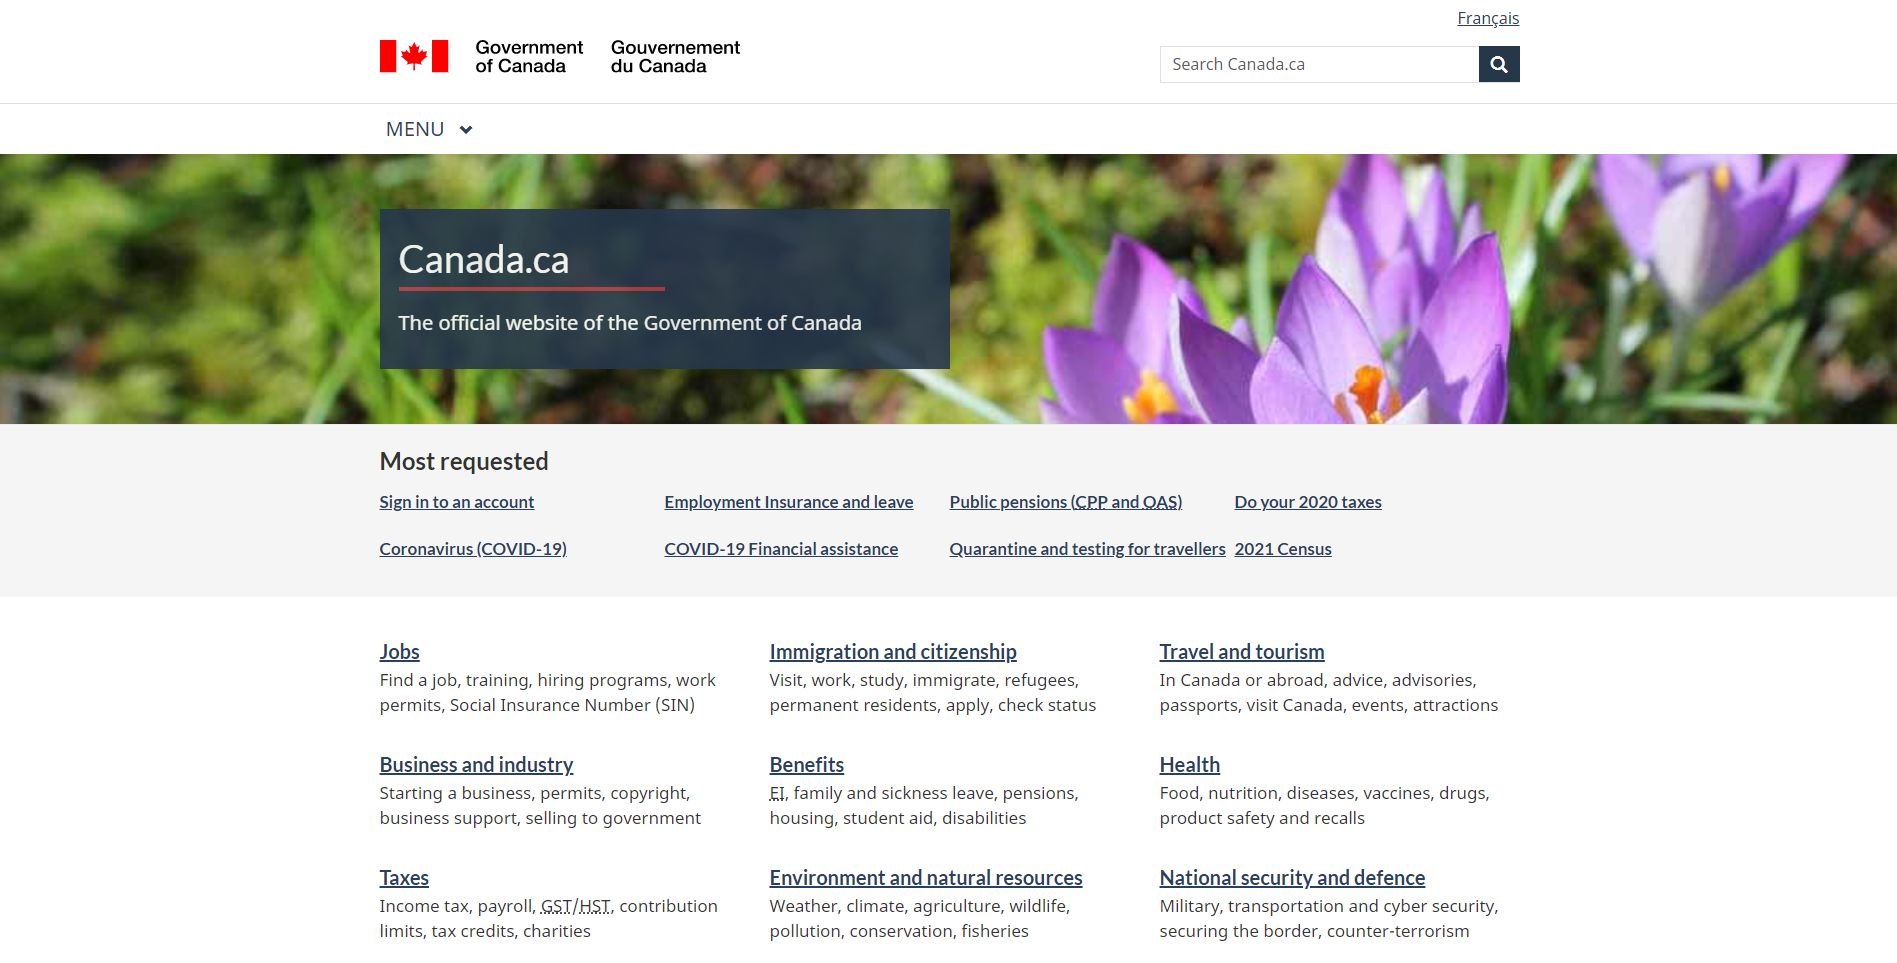 Français
Government of Canada
Gouvernement du Canada
Search Canada.ca
MENU
Canada.ca
The official website of the Government of Canada
Most requested
Sign in to an account
Employment Insurance and leave
Public pensions (CPP and OAS)
Do your 2020 taxes
Coronavirus (COVID-19)
COVID-19 Financial assistance
Quarantine and testing for travellers
2021 Census
Jobs
Find a job, training, hiring programs, work
permits, Social Insurance Number (SIN)
Immigration and citizenship
Visit, work, study, immigrate, refugees,
permanent residents, apply, check status
Travel and tourism
In Canada or abroad, advice, advisories,
passports, visit Canada, events, attractions
Business and industry
Starting a business, permits, copyright,
business support, selling to government
Benefits
EI, family and sickness leave, pensions,
housing, student aid, disabilities
Health
Food, nutrition, diseases, vaccines, drugs,
product safety and recalls
Taxes
Income tax, payroll, GST/HST, contribution
limits, tax credits, charities
Environment and natural resources
Weather, climate, agriculture, wildlife,
pollution, conservation, fisheries
National security and defence
Military, transportation and cyber security,
securing the border, counter-terrorism